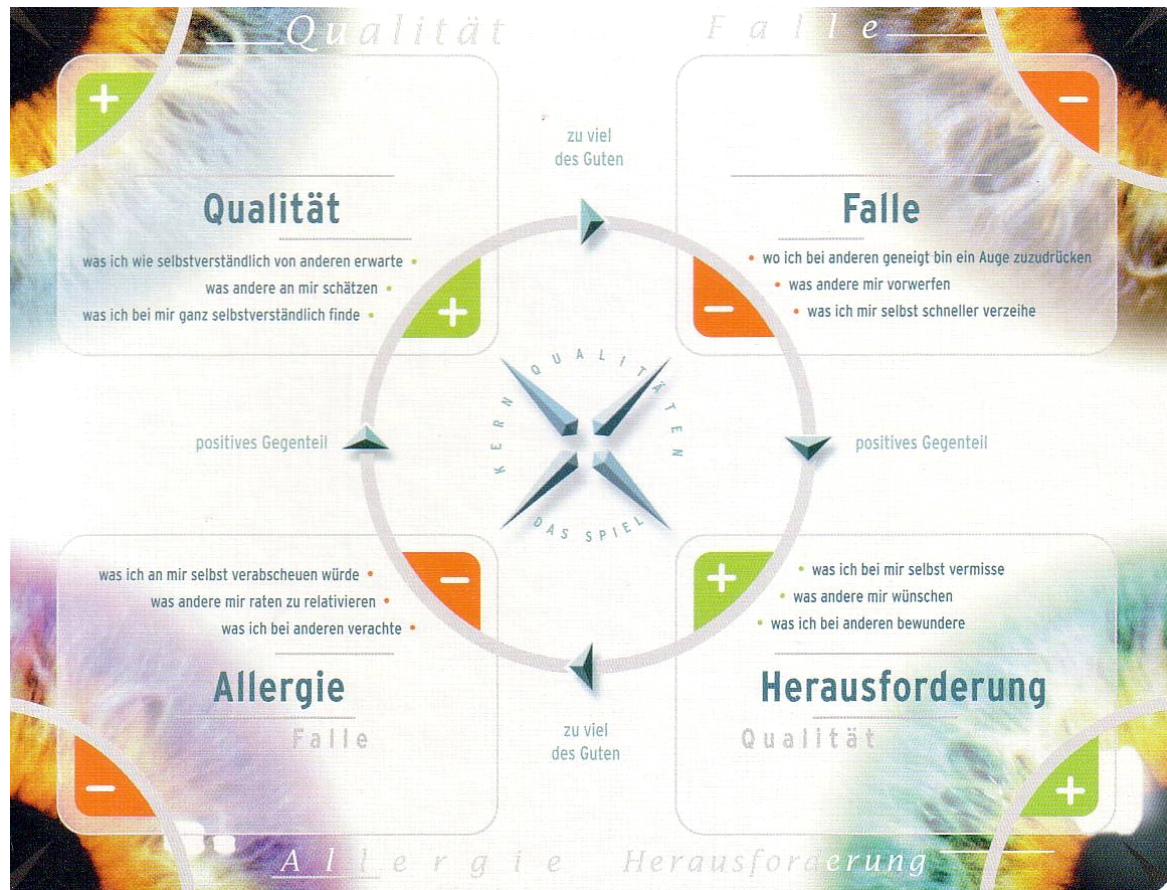 Qualität
Falle
+
−
zu viel
des Guten
Qualität
was ich wie selbstverständlich von anderen erwarte •
was andere an mir schätzen •
was ich bei mir ganz selbstverständlich finde •
+
Falle
• wo ich bei anderen geneigt bin ein Auge zuzudrücken
• was andere mir vorwerfen
• was ich mir selbst schneller verzeihe
−
KERN QUALITÄTEN
DAS SPIEL
positives Gegenteil
positives Gegenteil
was ich an mir selbst verabscheuen würde •
was andere mir raten zu relativieren •
was ich bei anderen verachte •
−
Allergie
Falle
−
+
• was ich bei mir selbst vermisse
• was andere mir wünschen
• was ich bei anderen bewundere
Herausforderung
Qualität
+
zu viel
des Guten
Allergie
Herausforderung